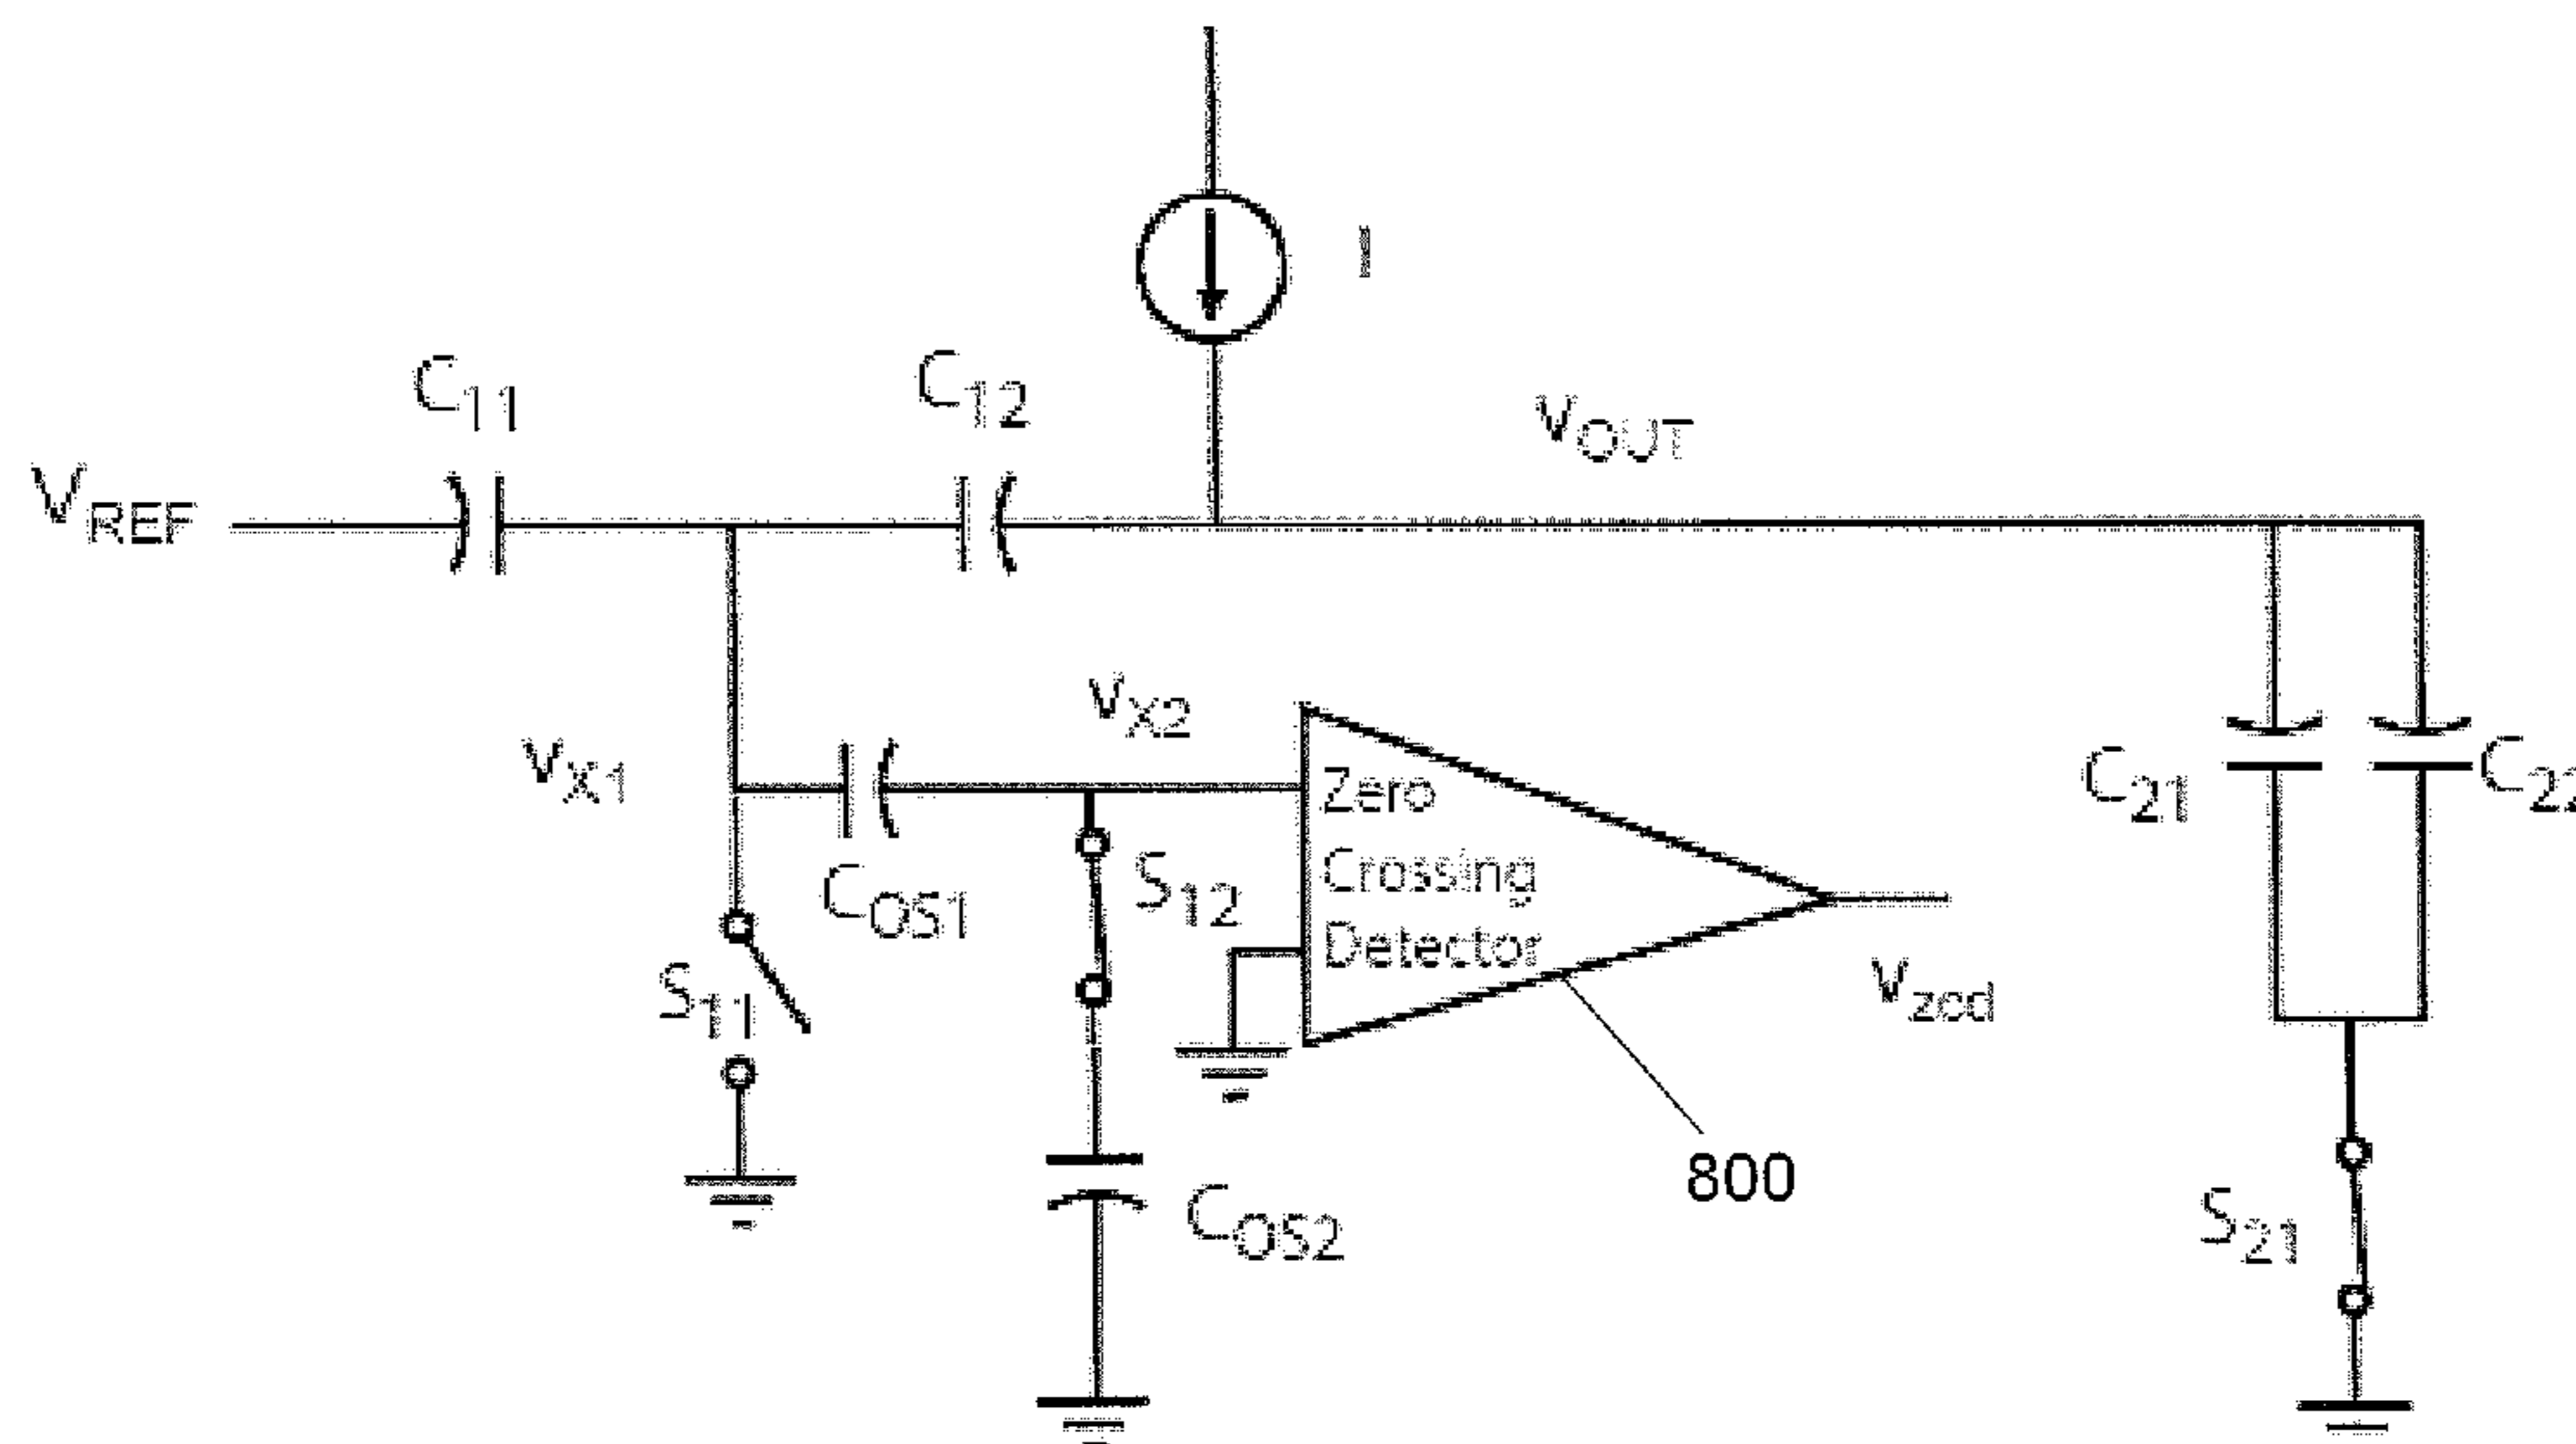 I
C11
C12
VOUT
VREF
VX2
VX1
Zero
Crossing
Detector
C21
C22
S12
COS1
S11
Vzcd
800
COS2
S21